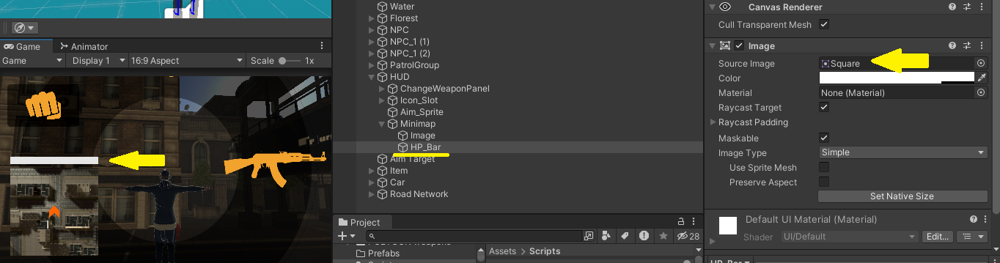 Game
Animator
Game
Display 1
16:9 Aspect
Scale
1x
Water
Florest
NPC
NPC_1 (1)
NPC_1 (2)
PatrolGroup
HUD
ChangeWeaponPanel
Icon_Slot
Aim_Sprite
Minimap
Image
HP_Bar
Aim Target
Item
Car
Road Network
Project
28
Prefabs
Assets > Scripts
Canvas Renderer
Cull Transparent Mesh
Image
Source Image
Square
Color
Material
None (Material)
Raycast Target
Raycast Padding
Maskable
Image Type
Simple
Use Sprite Mesh
Preserve Aspect
Set Native Size
Default UI Material (Material)
Shader
UI/Default
Edit...